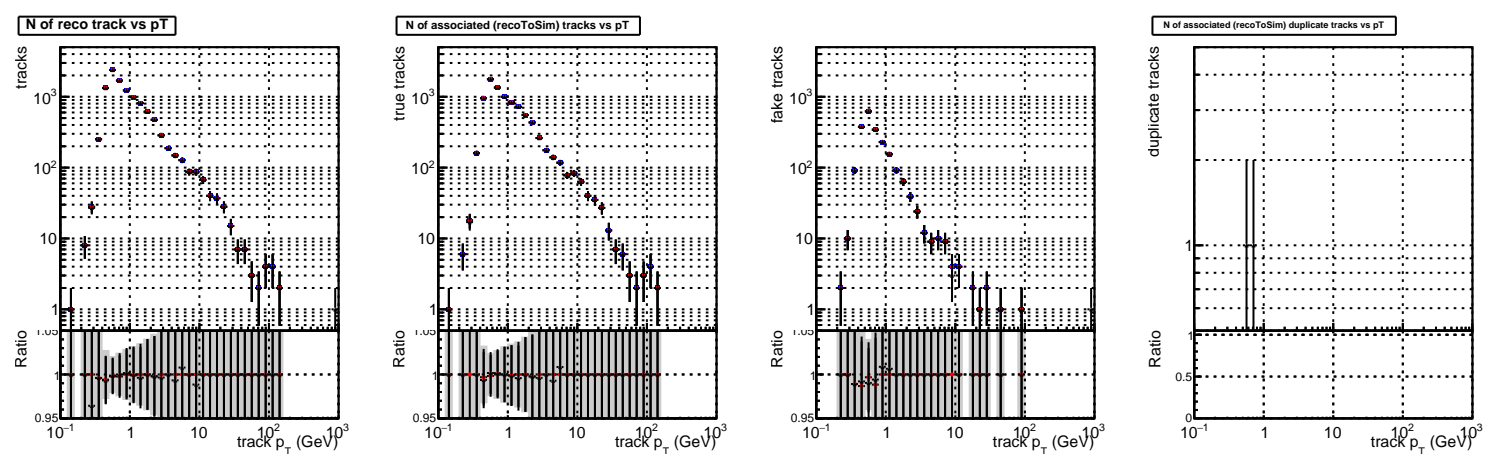 N of reco track vs pT
tracks
10³
10²
10
1
1.05
Ratio
1
0.95
10⁻¹ 1 10 10² 10³
track p_T (GeV)
N of associated (recoToSim) tracks vs pT
true tracks
10³
10²
10
1
1.05
Ratio
1
0.95
10⁻¹ 1 10 10² 10³
track p_T (GeV)
fake tracks
10³
10²
10
1
1.05
Ratio
1
0.95
10⁻¹ 1 10 10² 10³
track p_T (GeV)
N of associated (recoToSim) duplicate tracks vs pT
duplicate tracks
1
Ratio
1
0.5
0
10⁻¹ 1 10 10² 10³
track p_T (GeV)